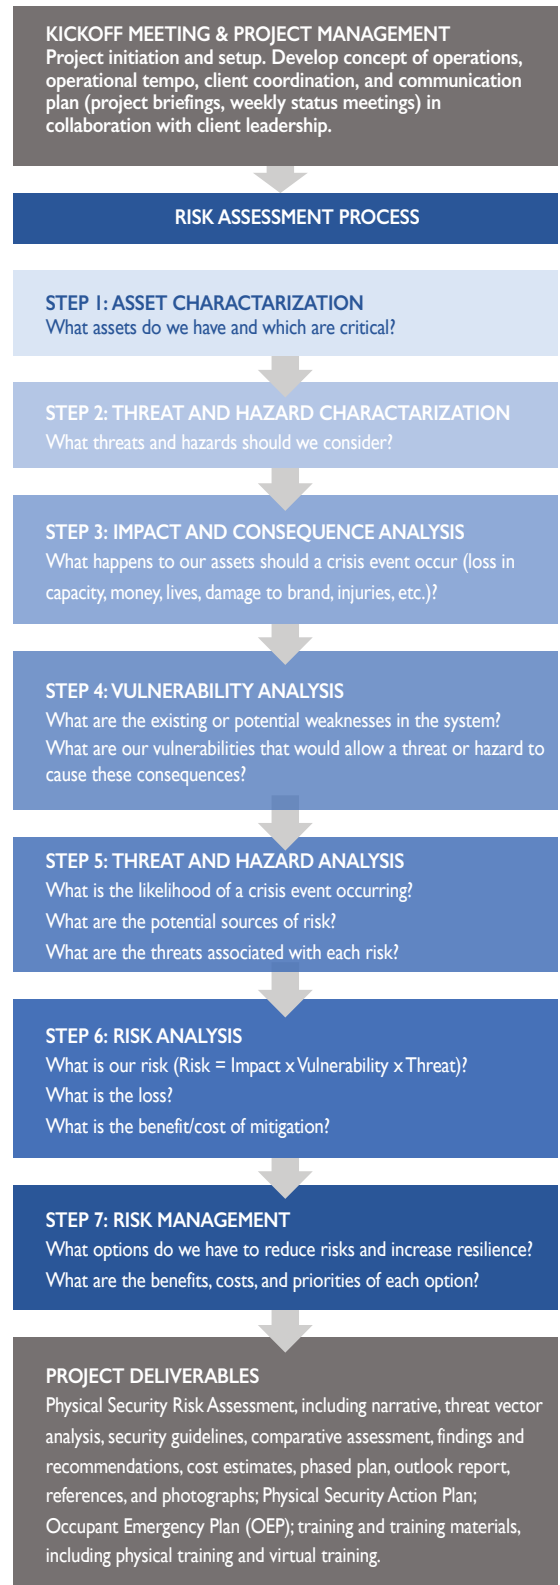 KICKOFF MEETING & PROJECT MANAGEMENT
Project initiation and setup. Develop concept of operations,
operational tempo, client coordination, and communication
plan (project briefings, weekly status meetings) in
collaboration with client leadership.
RISK ASSESSMENT PROCESS
STEP 1: ASSET CHARACTARIZATION
What assets do we have and which are critical?
STEP 2: THREAT AND HAZARD CHARACTARIZATION
What threats and hazards should we consider?
STEP 3: IMPACT AND CONSEQUENCE ANALYSIS
What happens to our assets should a crisis event occur (loss in
capacity, money, lives, damage to brand, injuries, etc.)?
STEP 4: VULNERABILITY ANALYSIS
What are the existing or potential weaknesses in the system?
What are our vulnerabilities that would allow a threat or hazard to
cause these consequences?
STEP 5: THREAT AND HAZARD ANALYSIS
What is the likelihood of a crisis event occurring?
What are the potential sources of risk?
What are the threats associated with each risk?
STEP 6: RISK ANALYSIS
What is our risk (Risk = Impact x Vulnerability x Threat)?
What is the loss?
What is the benefit/cost of mitigation?
STEP 7: RISK MANAGEMENT
What options do we have to reduce risks and increase resilience?
What are the benefits, costs, and priorities of each option?
PROJECT DELIVERABLES
Physical Security Risk Assessment, including narrative, threat vector
analysis, security guidelines, comparative assessment, findings and
recommendations, cost estimates, phased plan, outlook report,
references, and photographs; Physical Security Action Plan;
Occupant Emergency Plan (OEP); training and training materials,
including physical training and virtual training.